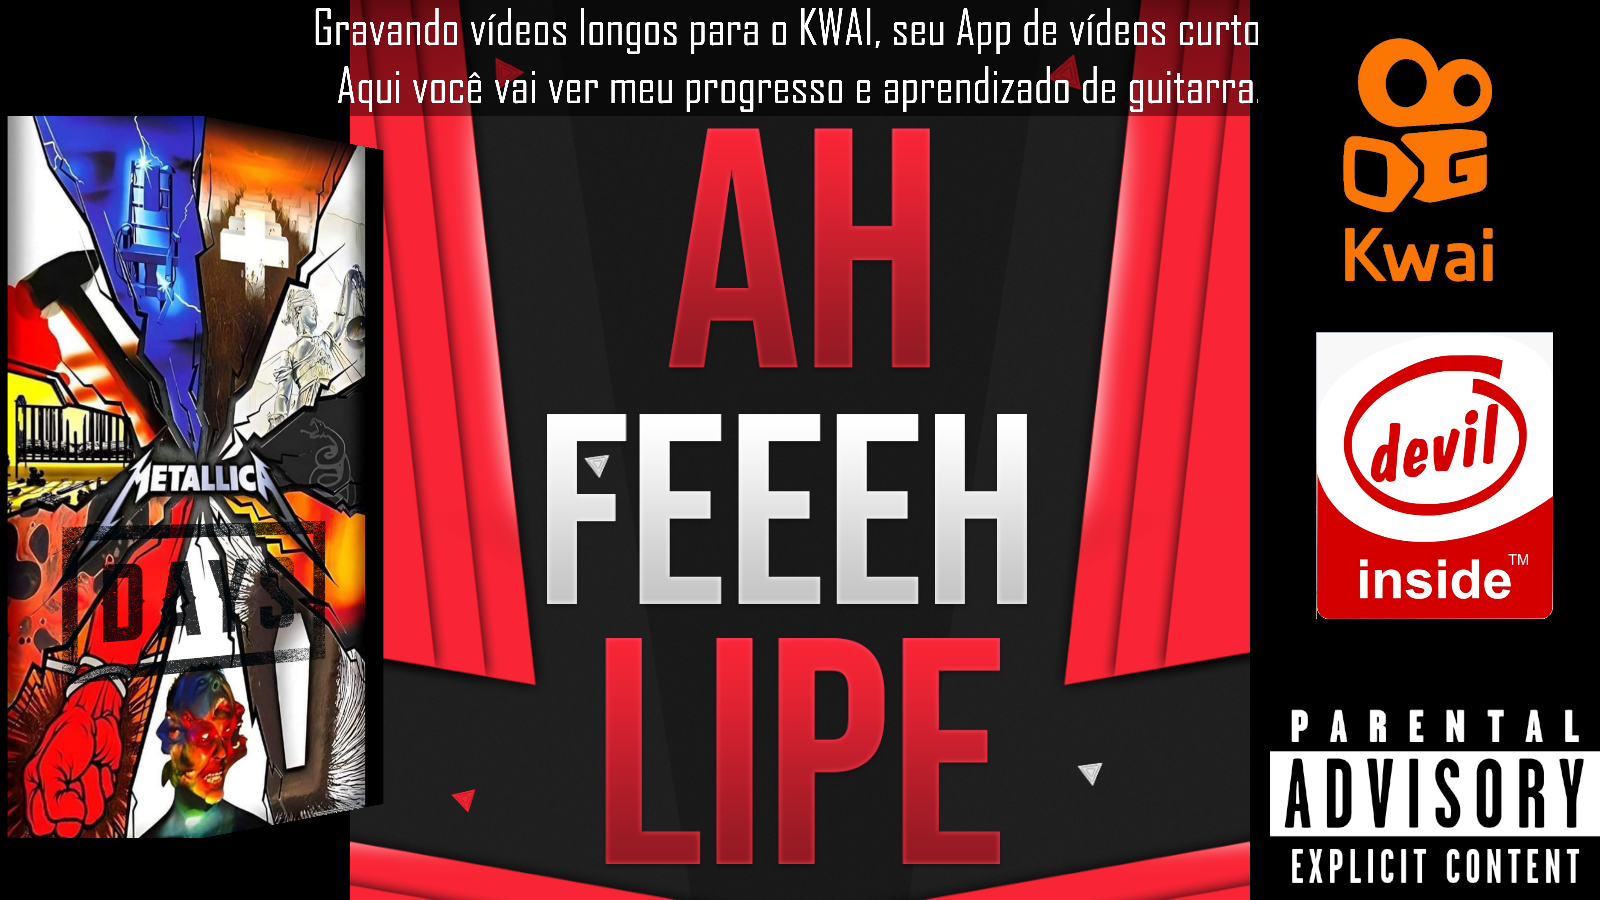 Gravando vídeos longos para o KWAI, seu App de vídeos curto
Aqui você vai ver meu progresso e aprendizado de guitarra.
AH
FEEEH
LIPE
METALLICA
DAYS
Kwai
devil
inside™
PARENTAL
ADVISORY
EXPLICIT CONTENT